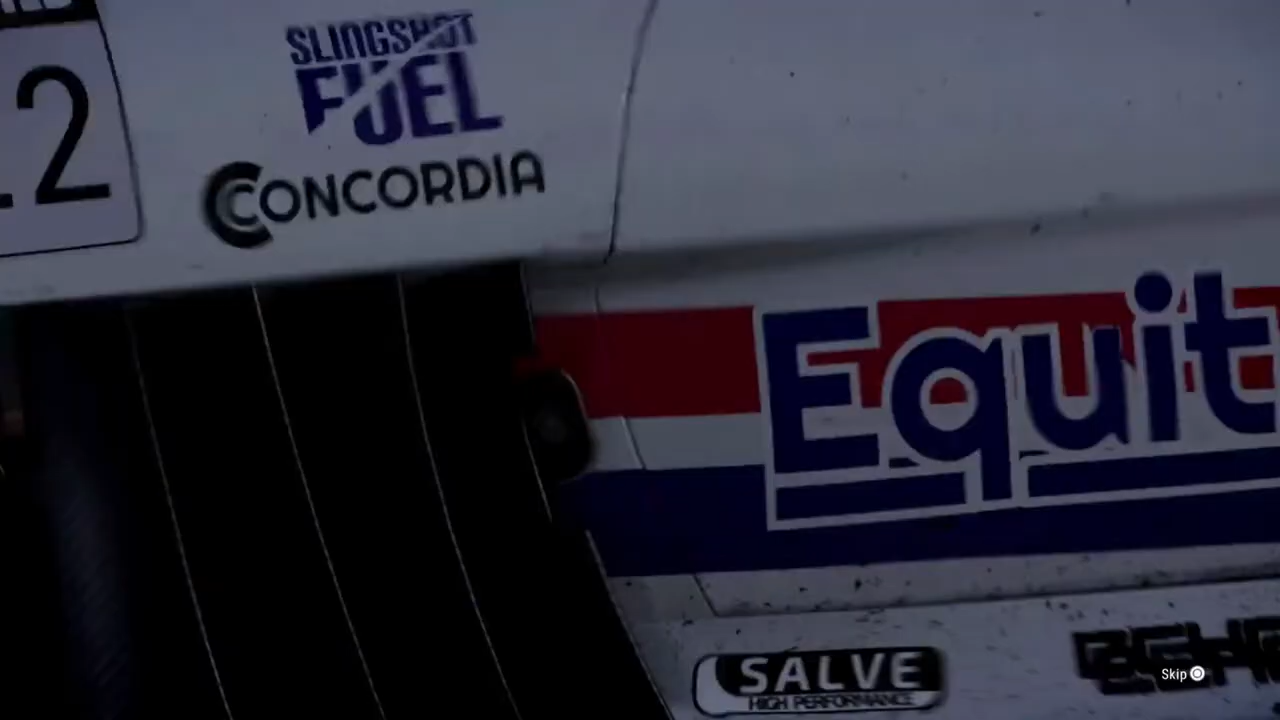 .2
SLINGSHOT
FUEL
CONCORDIA
Equit
SALVE
HIGH PERFORMANCE
Skip